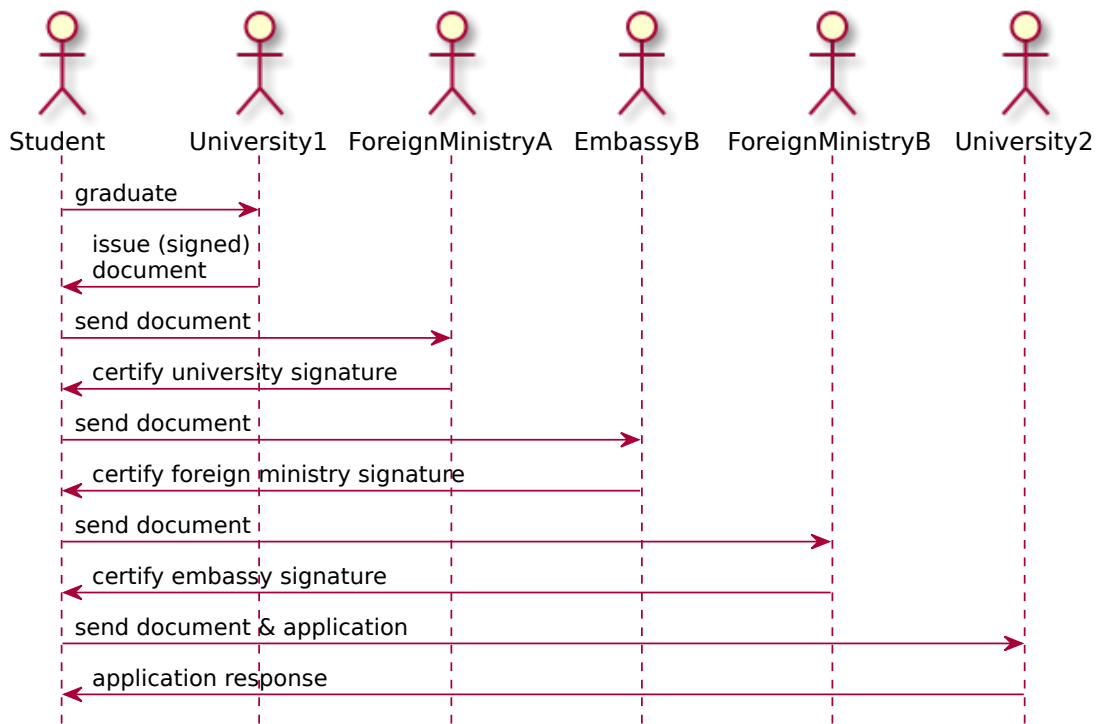 Student
University1
ForeignMinistryA
EmbassyB
ForeignMinistryB
University2
graduate
issue (signed)
document
send document
certify university signature
send document
certify foreign ministry signature
send document
certify embassy signature
send document & application
application response